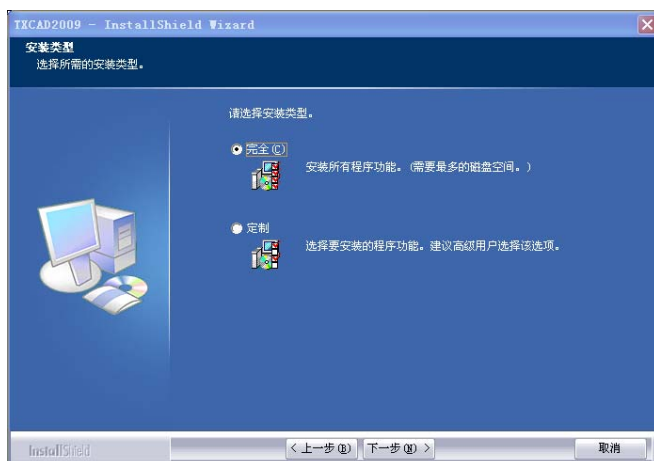 TXCAD2009 - InstallShield Wizard
安装类型
选择所需的安装类型。
请选择安装类型。
完全(C)
安装所有程序功能。(需要最多的磁盘空间。)
定制
选择要安装的程序功能。建议高级用户选择该选项。
InstallShield
< 上一步(B) 下一步(N) > 取消